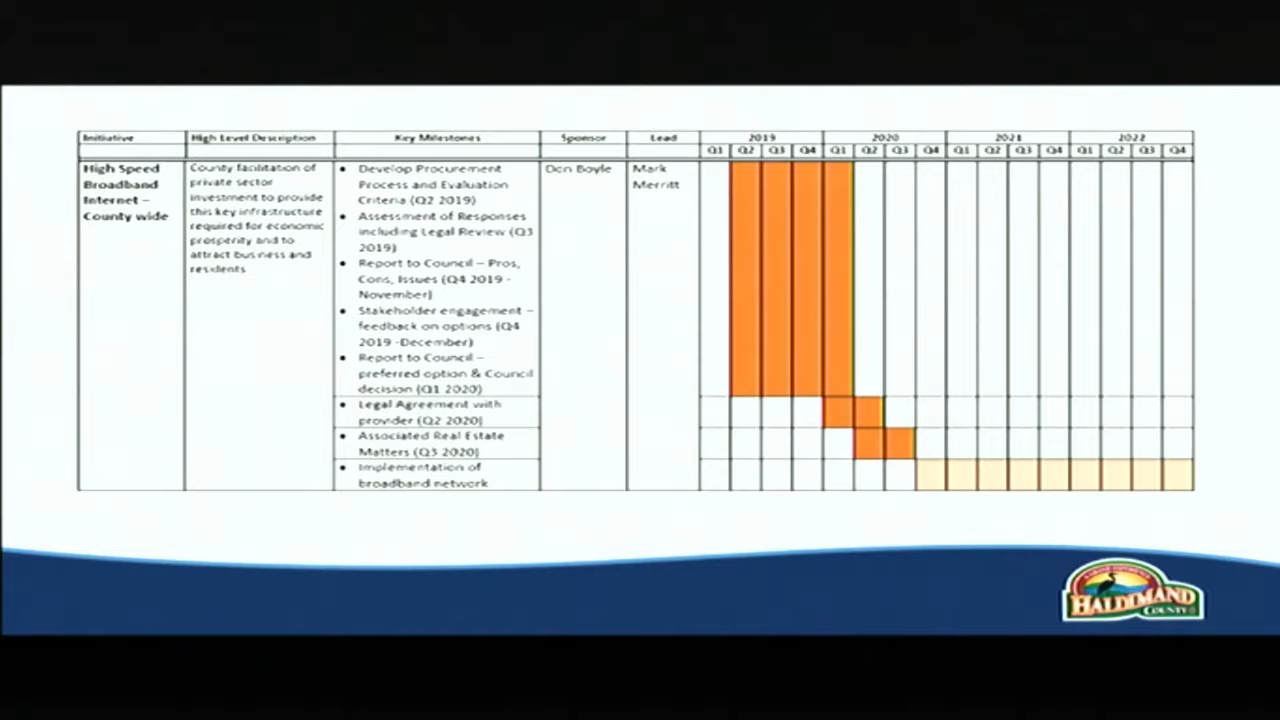 Initiative High Level Description Key Milestones Sponsor Lead 2019 2020 2021 2022
Q1 Q2 Q3 Q4 Q1 Q2 Q3 Q4 Q1 Q2 Q3 Q4 Q1 Q2 Q3 Q4
High Speed
Broadband
Internet –
County wide
County facilitation of
private sector
investment to provide
this key infrastructure
required for economic
prosperity and to
attract business and
residents
• Develop Procurement
Process and Evaluation
Criteria (Q2 2019)
• Assessment of Responses
including Legal Review (Q3
2019)
• Report to Council – Pros,
Cons, Issues (Q4 2019 -
November)
• Stakeholder engagement –
feedback on options (Q4
2019 -December)
• Report to Council –
preferred option & Council
decision (Q1 2020)
• Legal Agreement with
provider (Q2 2020)
• Associated Real Estate
Matters (Q3 2020)
• Implementation of
broadband network
Don Boyle
Mark
Merritt
HALDIMAND
COUNTY